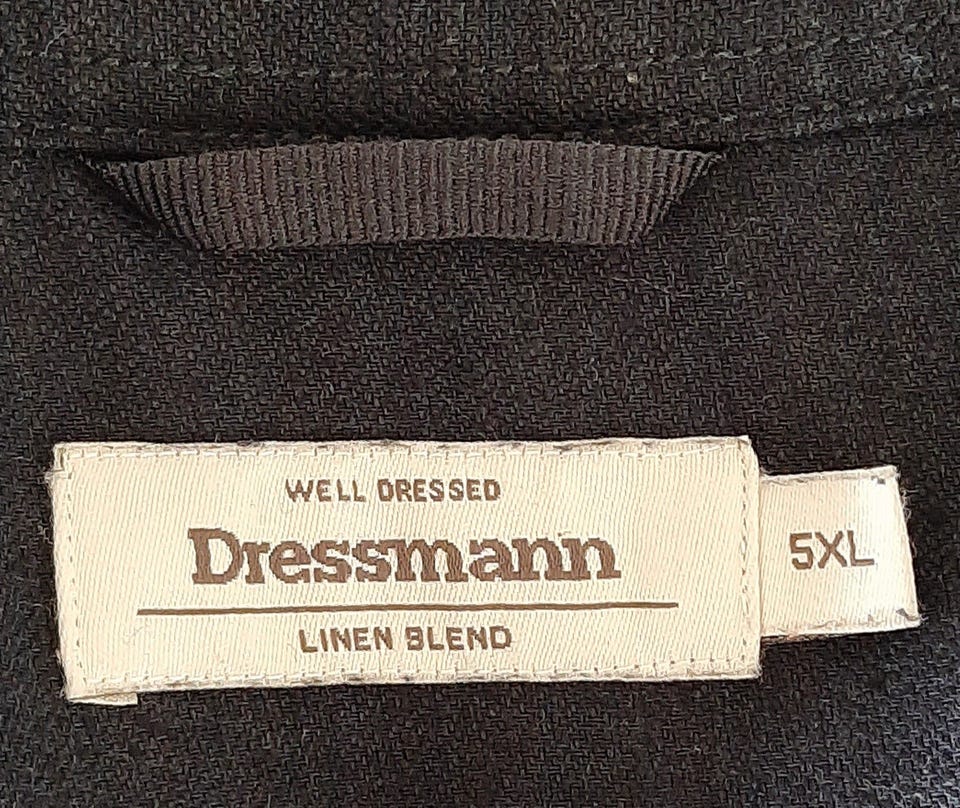 WELL DRESSED
Dressmann
5XL
LINEN BLEND